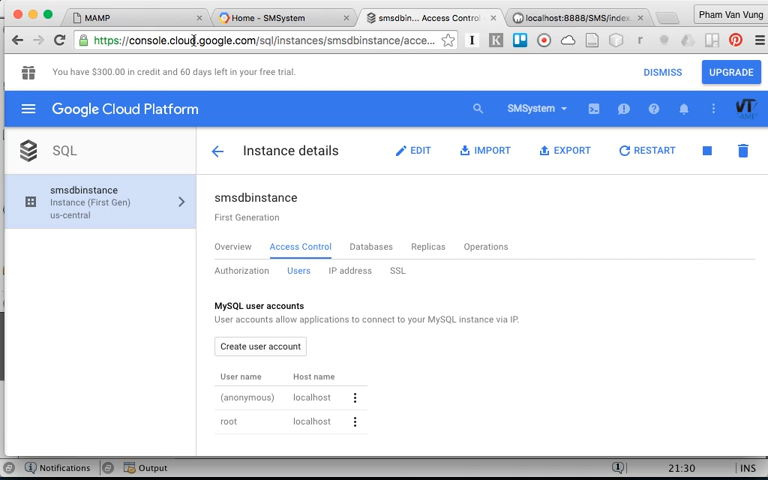 MAMP
Home - SMSystem
smsdbin... Access Control
localhost:8888/SMS/index.
Pham Van Vung
https://console.cloud.google.com/sql/instances/smsdbinstance/acce...
You have $300.00 in credit and 60 days left in your free trial.
DISMISS
UPGRADE
Google Cloud Platform
SMSystem
SQL
Instance details
EDIT
IMPORT
EXPORT
RESTART
smsdbinstance
Instance (First Gen)
us-central
smsdbinstance
First Generation
Overview
Access Control
Databases
Replicas
Operations
Authorization
Users
IP address
SSL
MySQL user accounts
User accounts allow applications to connect to your MySQL instance via IP.
Create user account
User name Host name
(anonymous) localhost
root localhost
Notifications
Output
21:30
INS